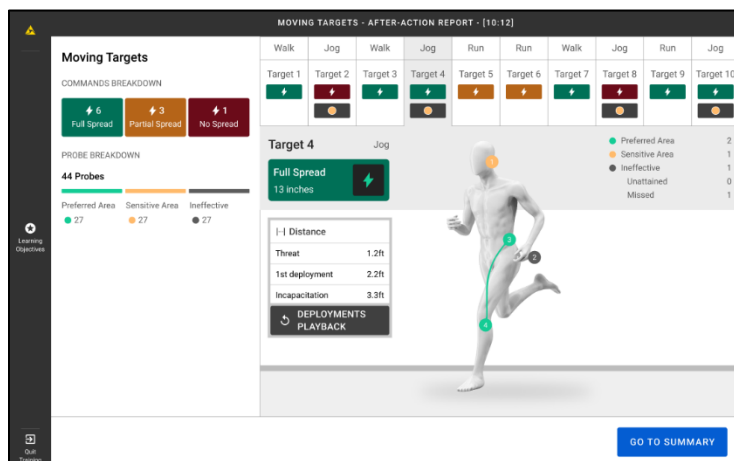 MOVING TARGETS - AFTER-ACTION REPORT - [10:12]
Learning
Objectives
Quit
Training
Moving Targets
COMMANDS BREAKDOWN
6
Full Spread
3
Partial Spread
1
No Spread
PROBE BREAKDOWN
44 Probes
Preferred Area Sensitive Area Ineffective
27 27 27
Walk Jog Walk Jog Run Run Walk Jog Run Jog
Target 1 Target 2 Target 3 Target 4 Target 5 Target 6 Target 7 Target 8 Target 9 Target 10
Target 4 Jog
Full Spread
13 inches
Distance
Threat 1.2ft
1st deployment 2.2ft
Incapacitation 3.3ft
DEPLOYMENTS
PLAYBACK
1
3
2
4
Preferred Area 2
Sensitive Area 1
Ineffective 1
Unattained 0
Missed 1
GO TO SUMMARY